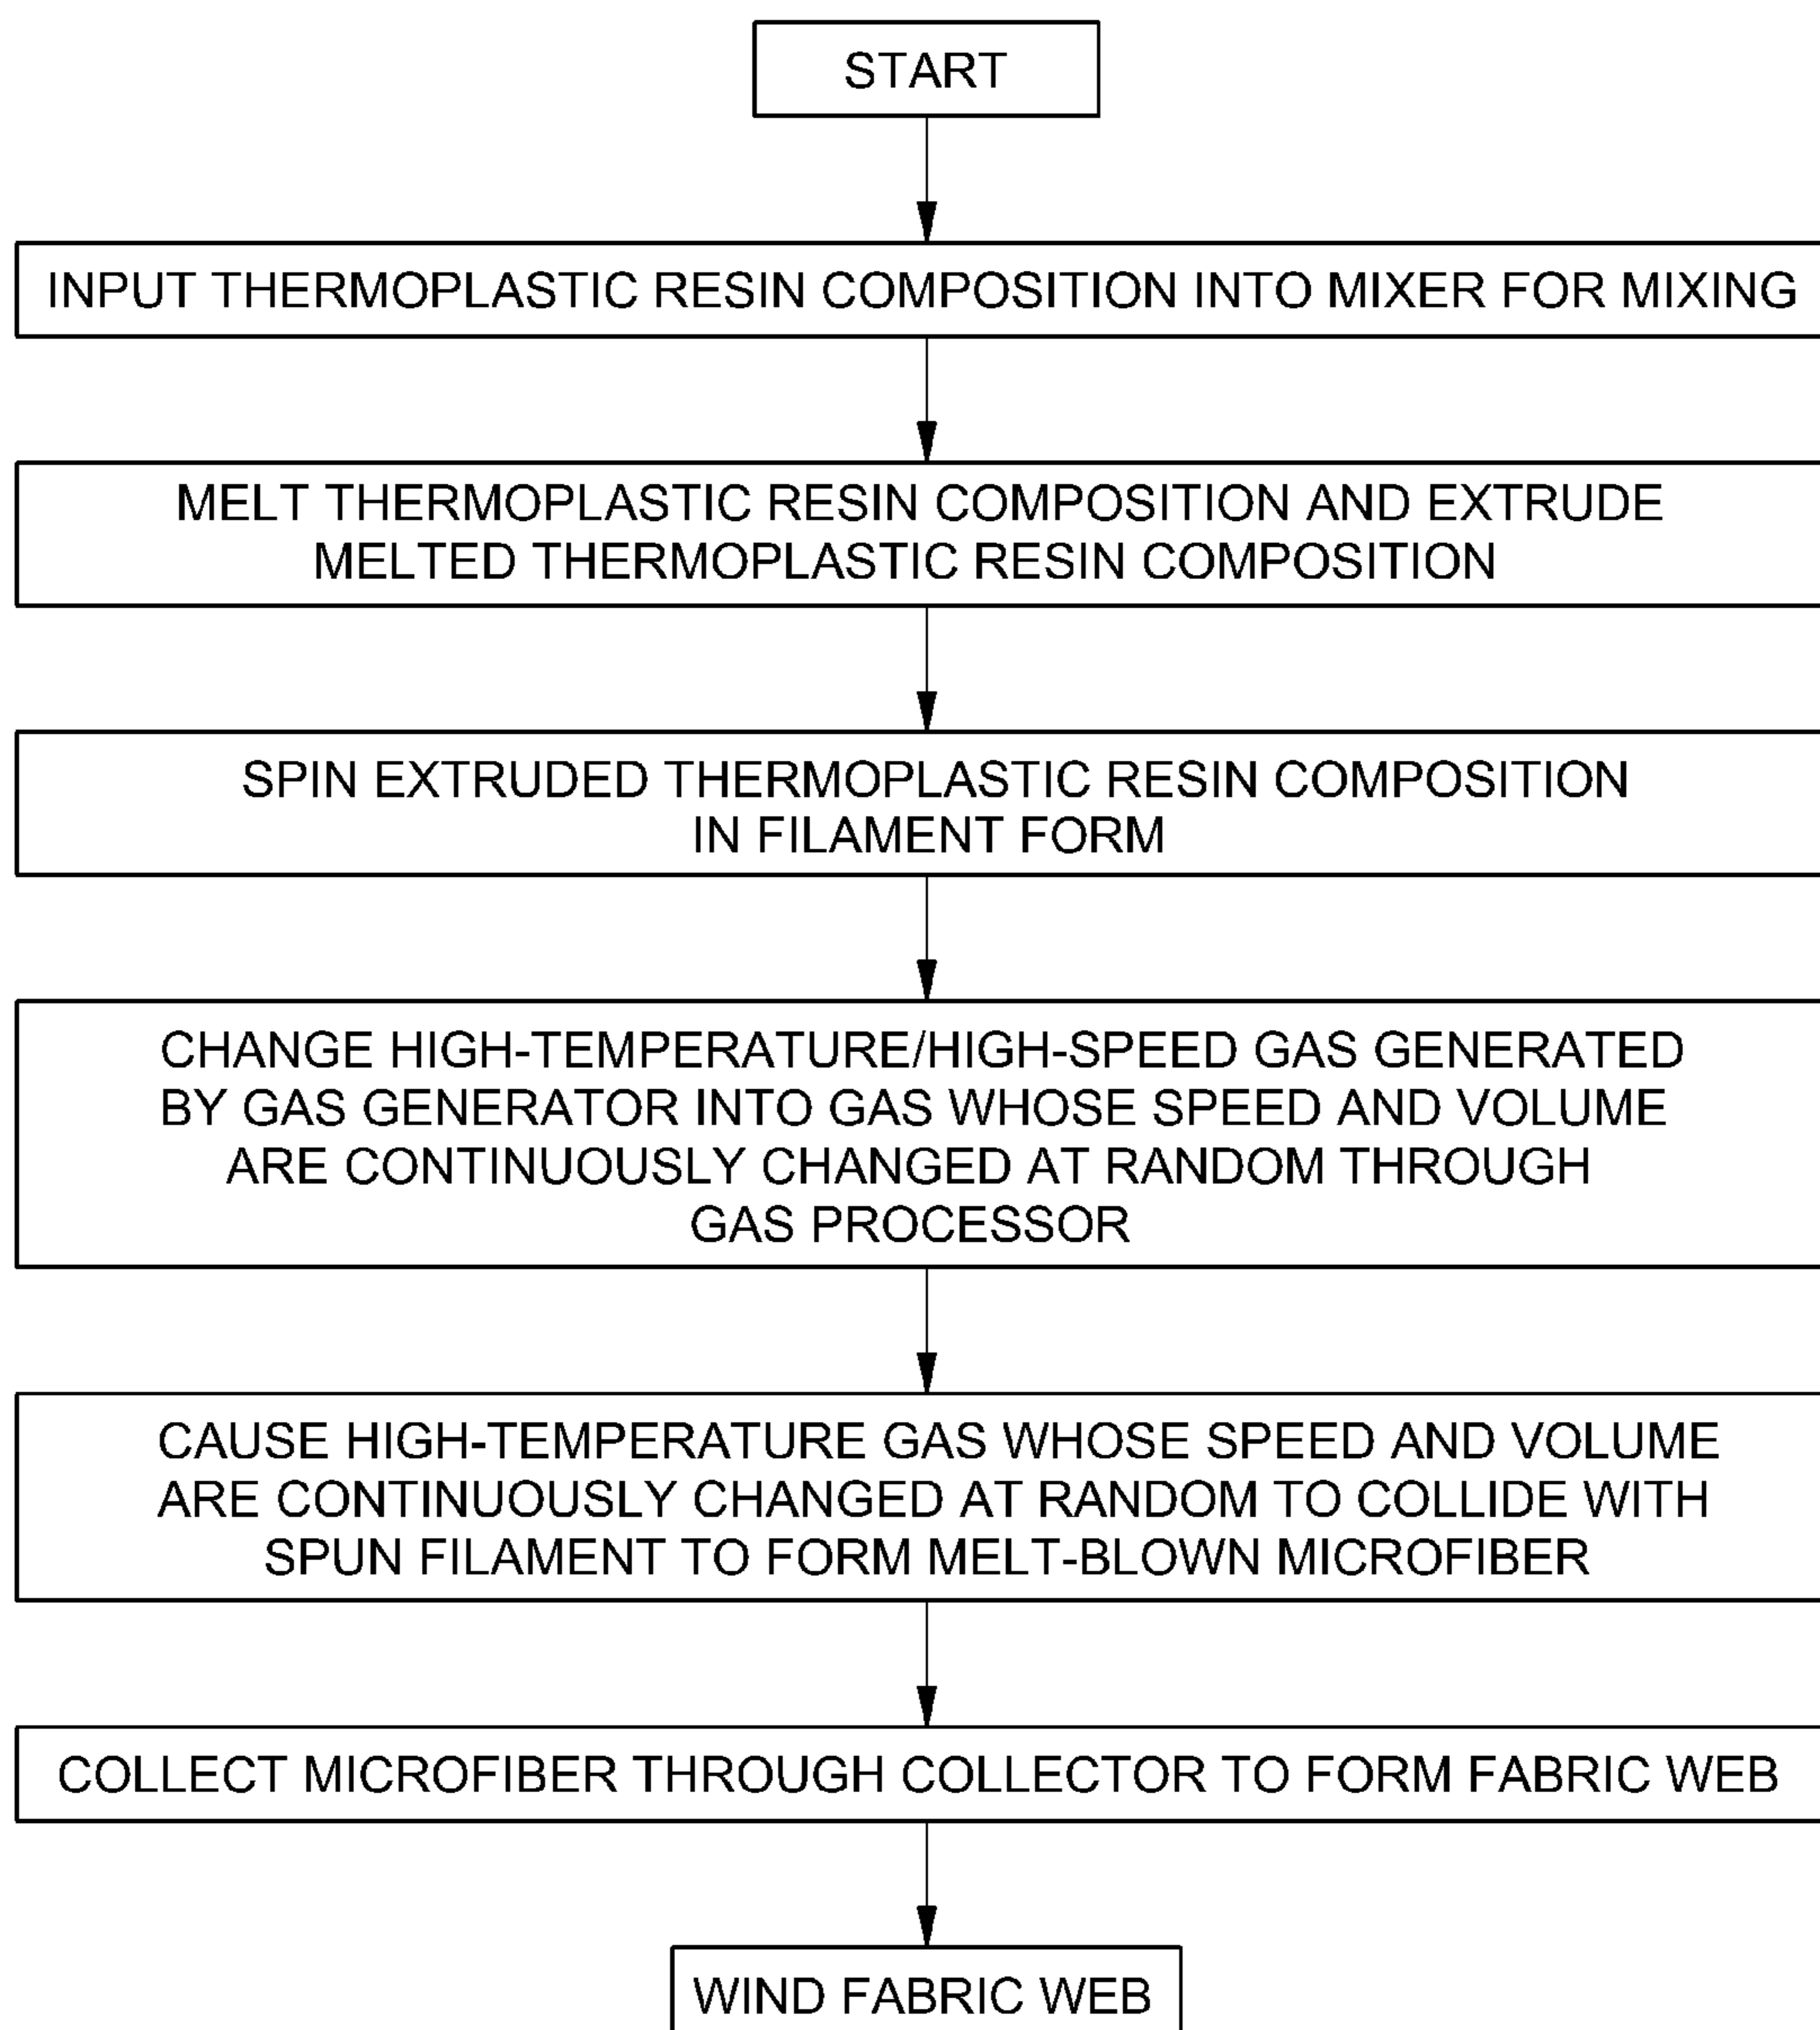 START
INPUT THERMOPLASTIC RESIN COMPOSITION INTO MIXER FOR MIXING
MELT THERMOPLASTIC RESIN COMPOSITION AND EXTRUDE
MELTED THERMOPLASTIC RESIN COMPOSITION
SPIN EXTRUDED THERMOPLASTIC RESIN COMPOSITION
IN FILAMENT FORM
CHANGE HIGH-TEMPERATURE/HIGH-SPEED GAS GENERATED
BY GAS GENERATOR INTO GAS WHOSE SPEED AND VOLUME
ARE CONTINUOUSLY CHANGED AT RANDOM THROUGH
GAS PROCESSOR
CAUSE HIGH-TEMPERATURE GAS WHOSE SPEED AND VOLUME
ARE CONTINUOUSLY CHANGED AT RANDOM TO COLLIDE WITH
SPUN FILAMENT TO FORM MELT-BLOWN MICROFIBER
COLLECT MICROFIBER THROUGH COLLECTOR TO FORM FABRIC WEB
WIND FABRIC WEB